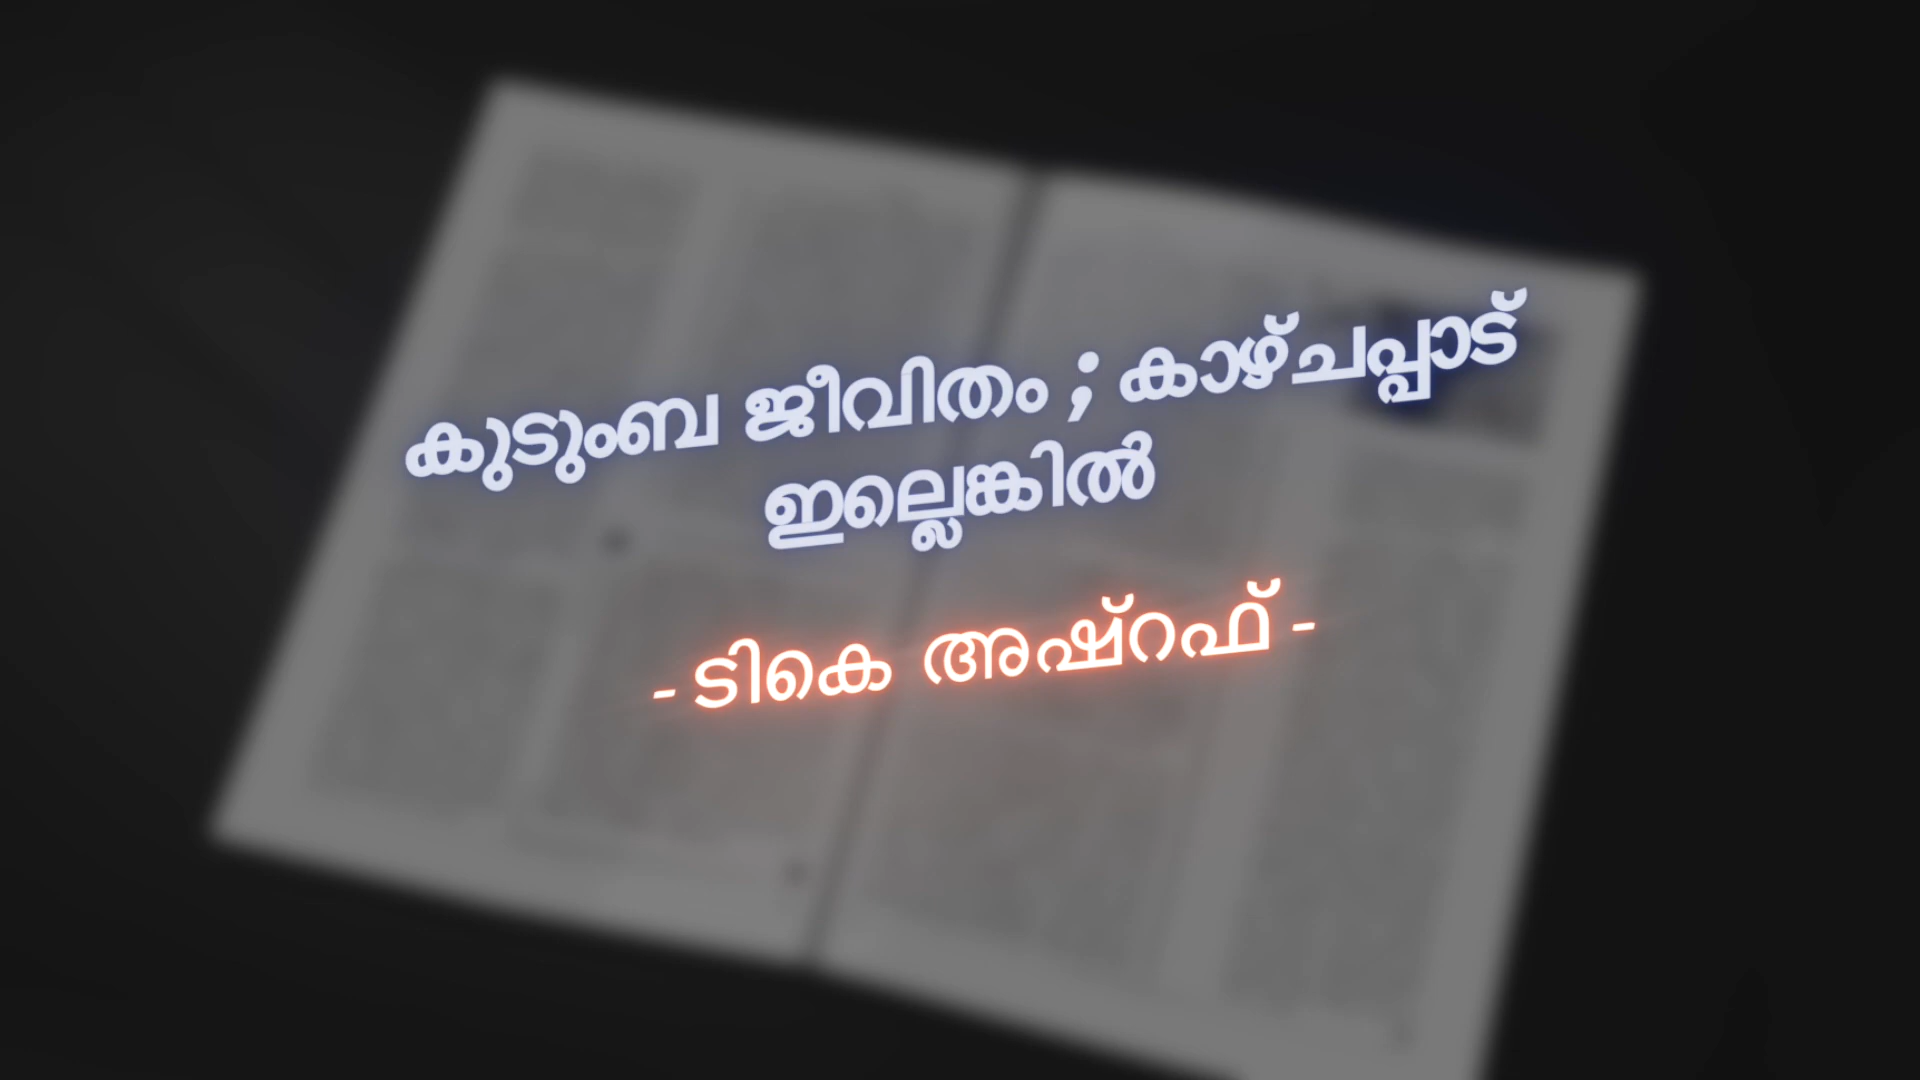 കുടുംബ ജീവിതം ; കാഴ്ചപ്പാട്
ഇല്ലെങ്കിൽ
- ടികെ അഷ്റഫ് -